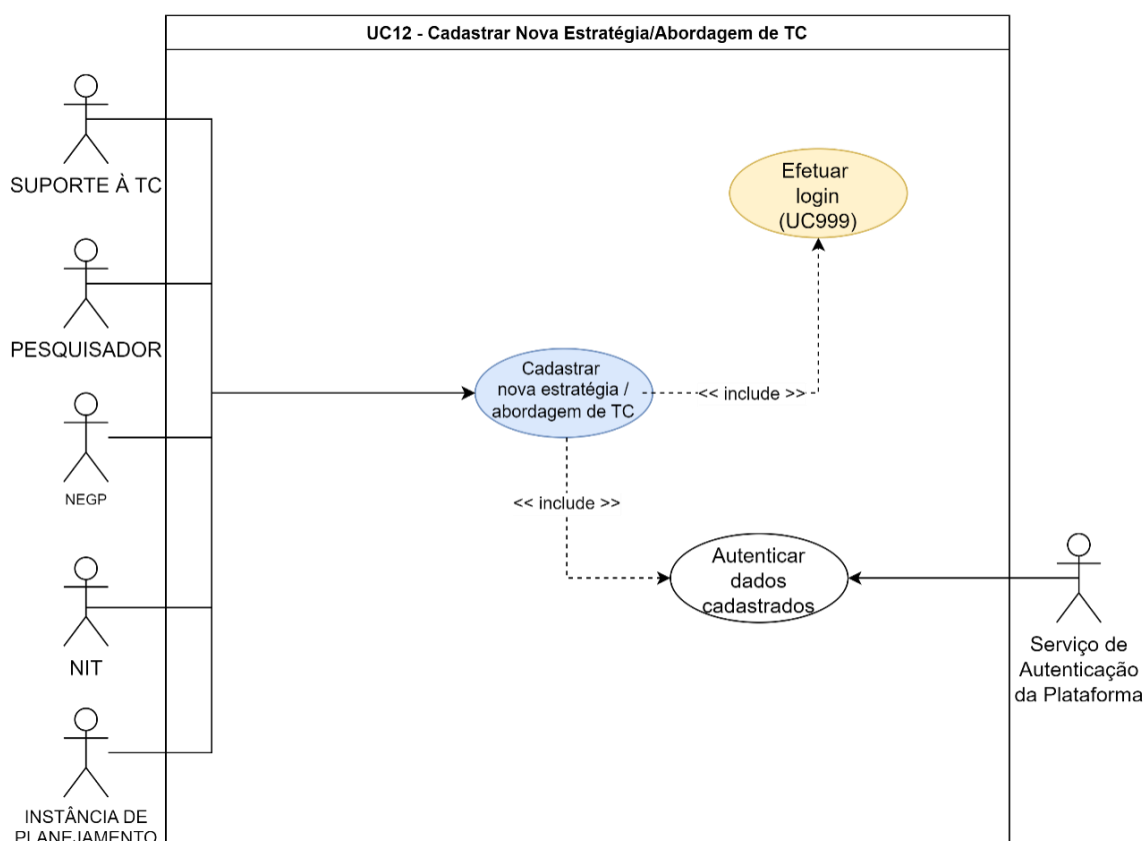 UC12 - Cadastrar Nova Estratégia/Abordagem de TC
SUPORTE À TC
PESQUISADOR
NEGP
NIT
INSTÂNCIA DE
PLANEJAMENTO
Efetuar
login
(UC999)
Cadastrar
nova estratégia /
abordagem de TC
<< include >>
<< include >>
Autenticar
dados
cadastrados
Serviço de
Autenticação
da Plataforma